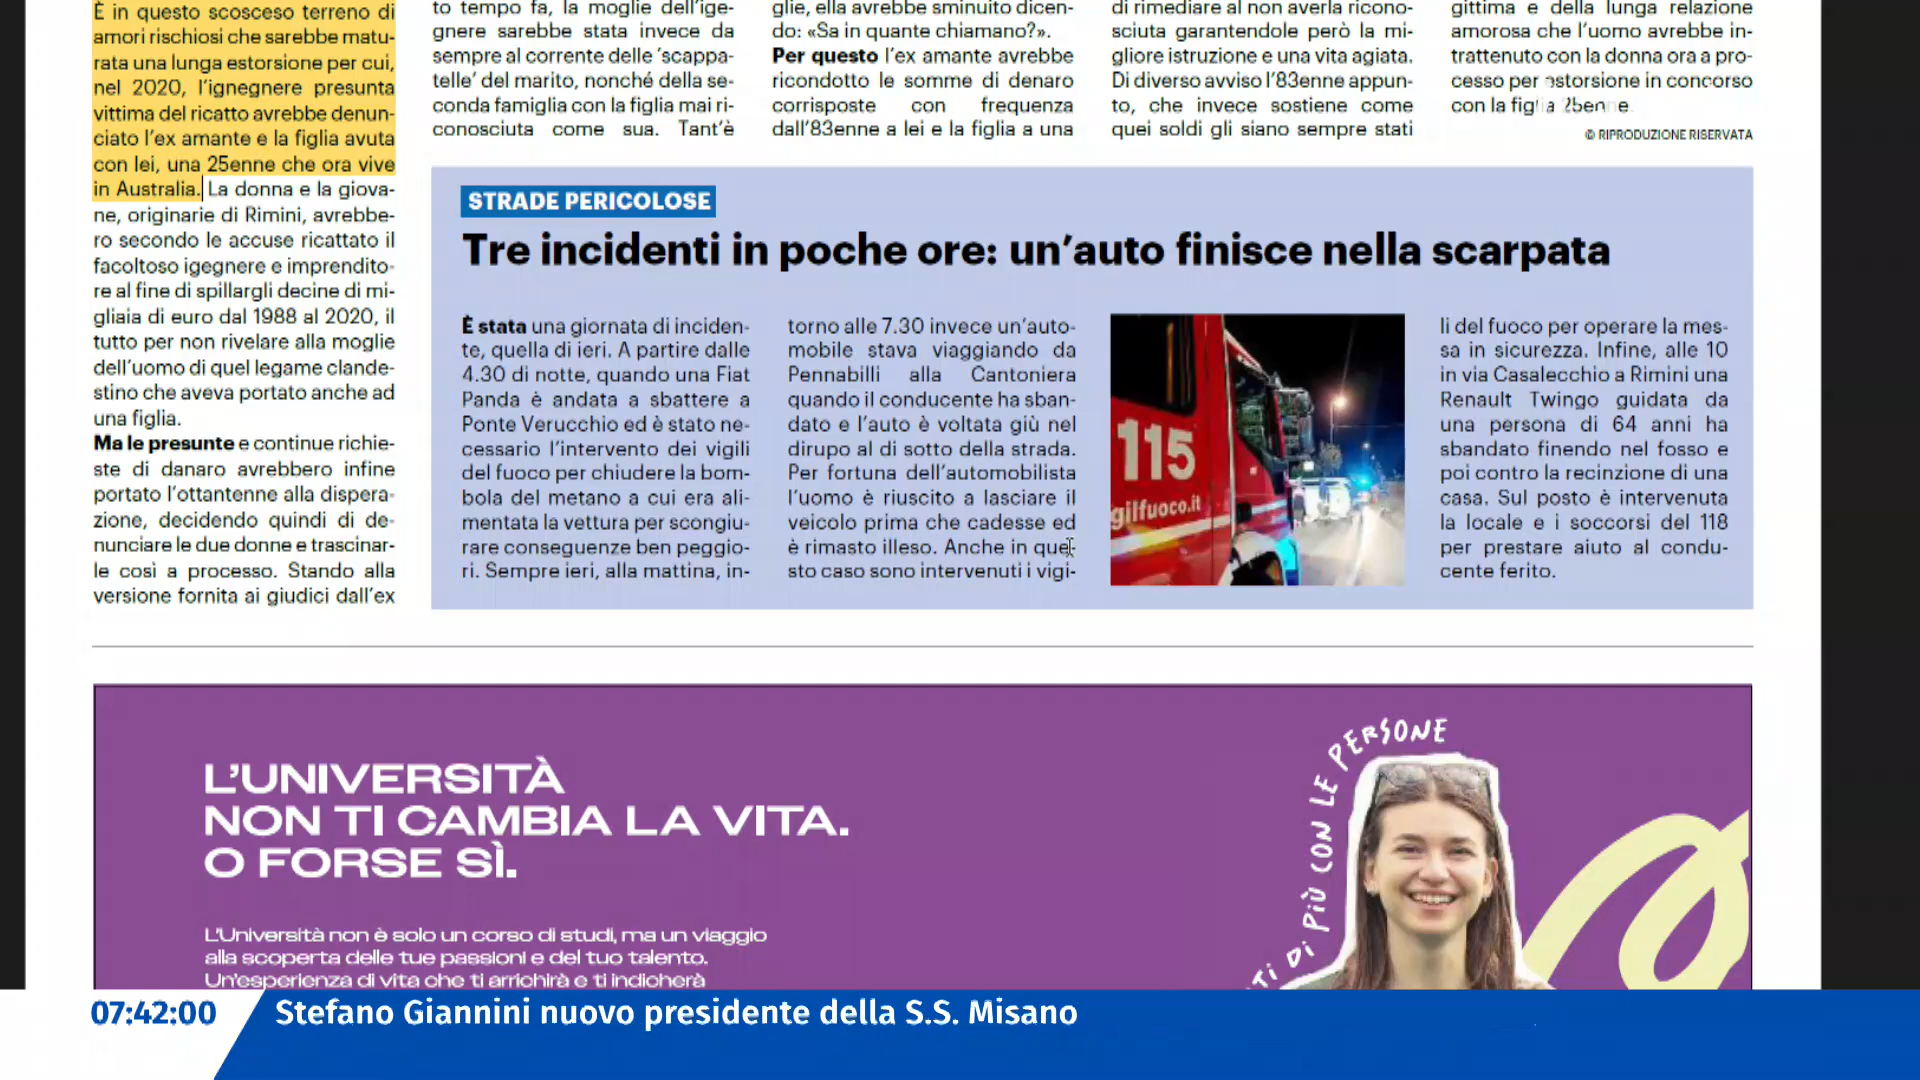 È in questo scosceso terreno di
amori rischiosi che sarebbe matu-
rata una lunga estorsione per cui,
nel 2020, l'ignegnere presunta
vittima del ricatto avrebbe denun-
ciato l'ex amante e la figlia avuta
con lei, una 25enne che ora vive
in Australia. La donna e la giova-
ne, originarie di Rimini, avrebbe-
ro secondo le accuse ricattato il
facoltoso igegnere e imprendito-
re al fine di spillargli decine di mi-
gliaia di euro dal 1988 al 2020, il
tutto per non rivelare alla moglie
dell'uomo di quel legame clande-
stino che aveva portato anche ad
una figlia.
Ma le presunte e continue richie-
ste di danaro avrebbero infine
portato l'ottantenne alla dispera-
zione, decidendo quindi di de-
nunciare le due donne e trascinar-
le così a processo. Stando alla
versione fornita ai giudici dall'ex
to tempo fa, la moglie dell'ige-
gnere sarebbe stata invece da
sempre al corrente delle 'scappa-
telle' del marito, nonché della se-
conda famiglia con la figlia mai ri-
conosciuta come sua. Tant'è
glie, ella avrebbe sminuito dicen-
do: «Sa in quante chiamano?».
Per questo l'ex amante avrebbe
ricondotto le somme di denaro
corrisposte con frequenza
dall'83enne a lei e la figlia a una
di rimediare al non averla ricono-
sciuta garantendole però la mi-
gliore istruzione e una vita agiata.
Di diverso avviso l'83enne appun-
to, che invece sostiene come
quei soldi gli siano sempre stati
gittima e della lunga relazione
amorosa che l'uomo avrebbe in-
trattenuto con la donna ora a pro-
cesso per estorsione in concorso
con la figlia 25enne.
© RIPRODUZIONE RISERVATA
STRADE PERICOLOSE
Tre incidenti in poche ore: un'auto finisce nella scarpata
È stata una giornata di inciden-
te, quella di ieri. A partire dalle
4.30 di notte, quando una Fiat
Panda è andata a sbattere a
Ponte Verucchio ed è stato ne-
cessario l'intervento dei vigili
del fuoco per chiudere la bom-
bola del metano a cui era ali-
mentata la vettura per scongiu-
rare conseguenze ben peggio-
ri. Sempre ieri, alla mattina, in-
torno alle 7.30 invece un'auto-
mobile stava viaggiando da
Pennabilli alla Cantoniera
quando il conducente ha sban-
dato e l'auto è voltata giù nel
dirupo al di sotto della strada.
Per fortuna dell'automobilista
l'uomo è riuscito a lasciare il
veicolo prima che cadesse ed
è rimasto illeso. Anche in que-
sto caso sono intervenuti i vigi-
115
gilfuoco.it
li del fuoco per operare la mes-
sa in sicurezza. Infine, alle 10
in via Casalecchio a Rimini una
Renault Twingo guidata da
una persona di 64 anni ha
sbandato finendo nel fosso e
poi contro la recinzione di una
casa. Sul posto è intervenuta
la locale e i soccorsi del 118
per prestare aiuto al condu-
cente ferito.
L'UNIVERSITÀ
NON TI CAMBIA LA VITA.
O FORSE SÌ.
L'Università non è solo un corso di studi, ma un viaggio
alla scoperta delle tue passioni e del tuo talento.
Un'esperienza di vita che ti arricchirà e ti indicherà
TI DI PIÙ CON LE PERSONE
07:42:00
Stefano Giannini nuovo presidente della S.S. Misano